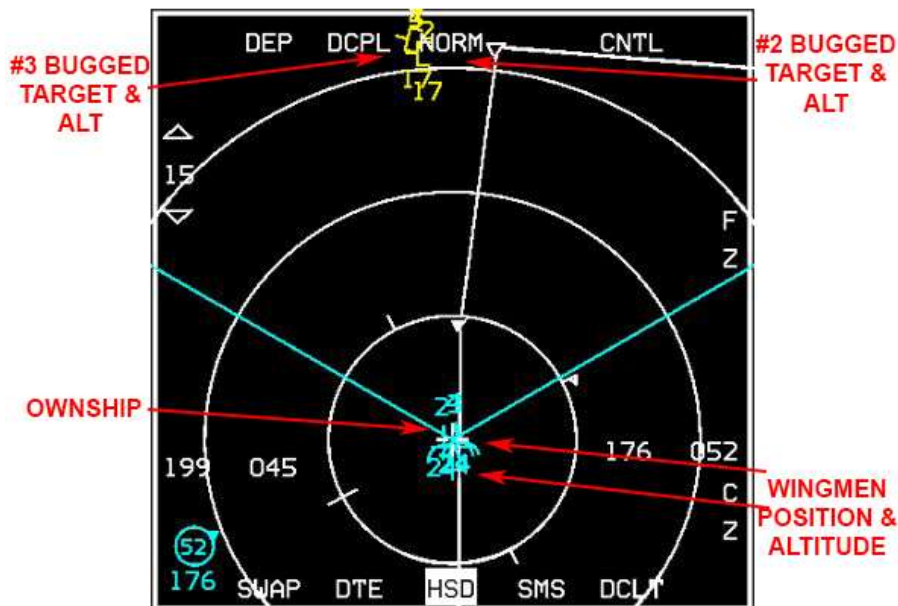 DEP DCPL NORM CNTL
#3 BUGGED
TARGET &
ALT
#2 BUGGED
TARGET &
ALT
17
15
F
Z
OWNSHIP
199 045 176 052
C
Z
WINGMEN
POSITION &
ALTITUDE
52
176
SWAP DTE HSD SMS DCLT